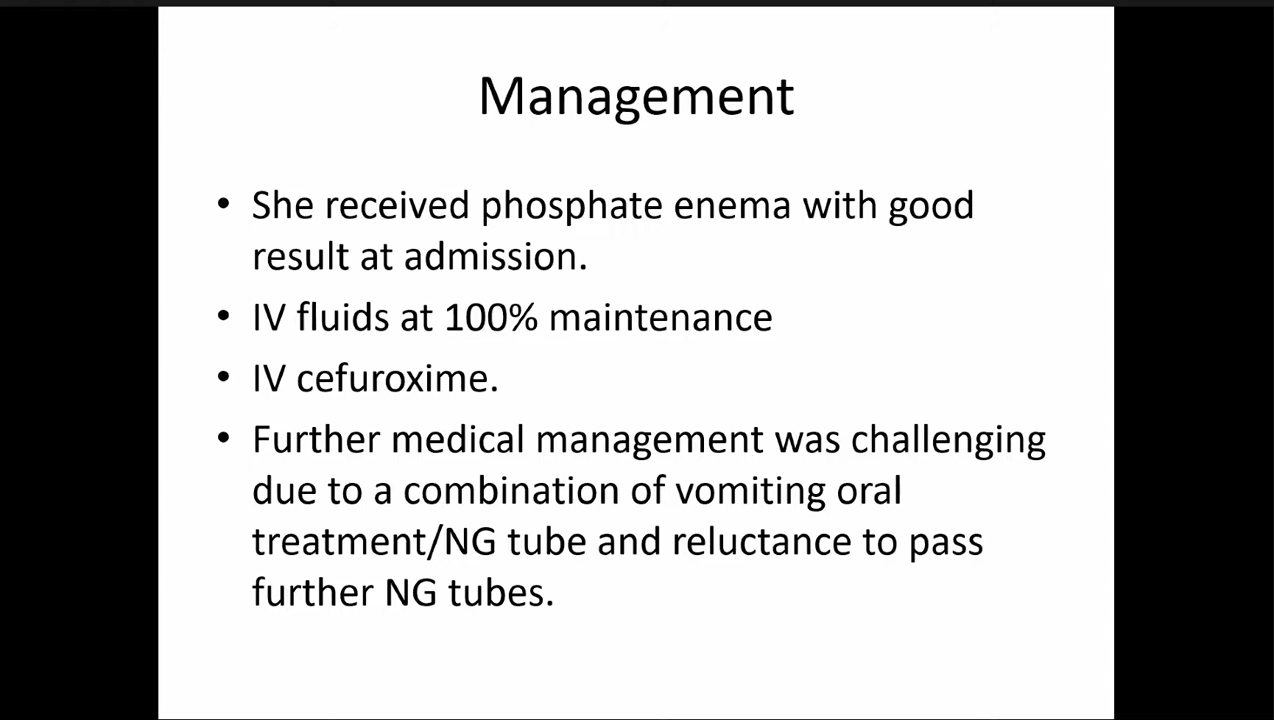 Management
• She received phosphate enema with good
result at admission.
• IV fluids at 100% maintenance
• IV cefuroxime.
• Further medical management was challenging
due to a combination of vomiting oral
treatment/NG tube and reluctance to pass
further NG tubes.